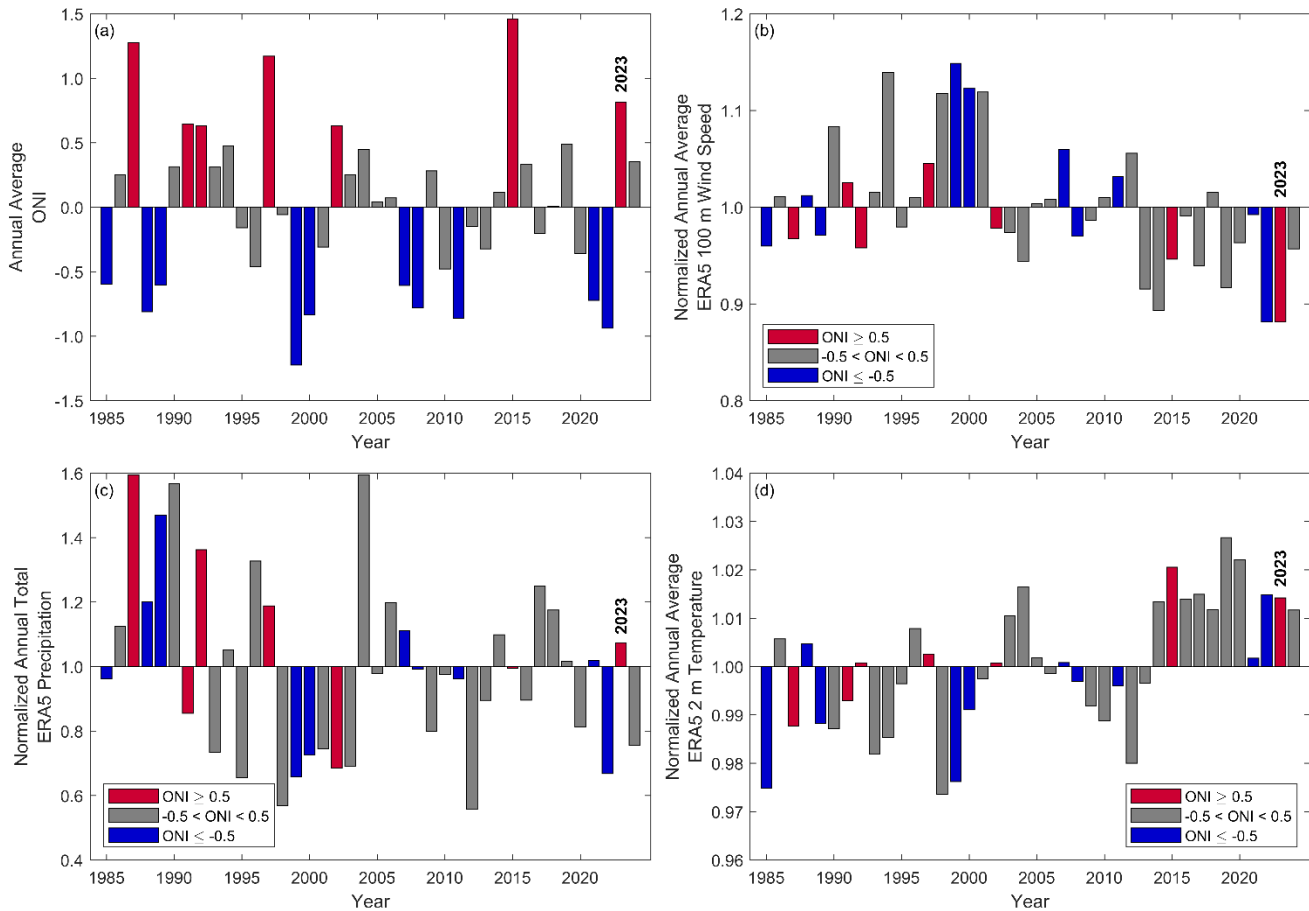 (a)
1.5
1.0
0.5
0.0
-0.5
-1.0
-1.5
Annual Average
ONI
2023
1985 1990 1995 2000 2005 2010 2015 2020
Year
(b)
1.2
1.1
1.0
0.9
0.8
Normalized Annual Average
ERA5 100 m Wind Speed
2023
ONI ≥ 0.5
-0.5 < ONI < 0.5
ONI ≤ -0.5
1985 1990 1995 2000 2005 2010 2015 2020
Year
(c)
1.6
1.4
1.2
1.0
0.8
0.6
0.4
Normalized Annual Total
ERA5 Precipitation
2023
ONI ≥ 0.5
-0.5 < ONI < 0.5
ONI ≤ -0.5
1985 1990 1995 2000 2005 2010 2015 2020
Year
(d)
1.04
1.03
1.02
1.01
1.00
0.99
0.98
0.97
0.96
Normalized Annual Average
ERA5 2 m Temperature
2023
ONI ≥ 0.5
-0.5 < ONI < 0.5
ONI ≤ -0.5
1985 1990 1995 2000 2005 2010 2015 2020
Year